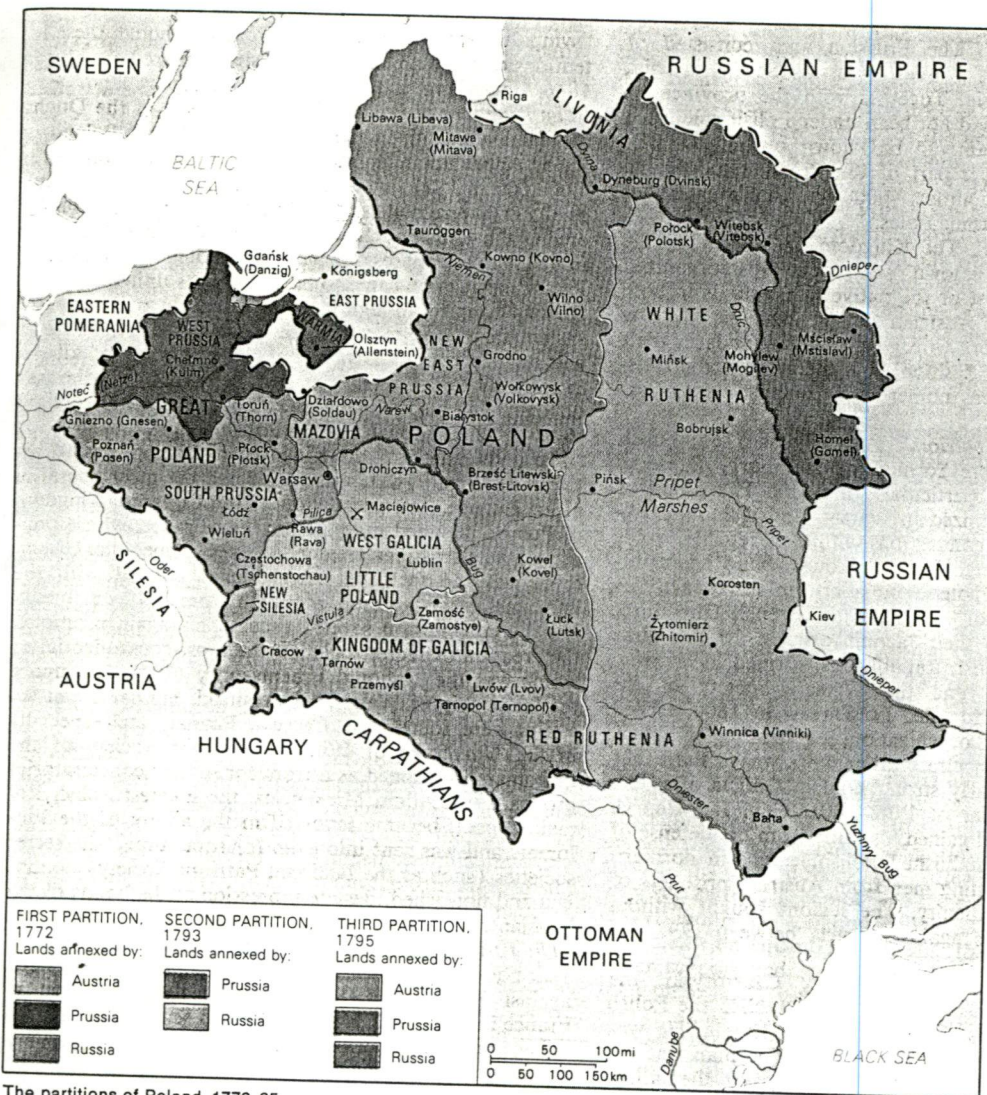 SWEDEN
RUSSIAN EMPIRE
Riga
LIVONIA
Libawa (Libava)
Mitawa
(Mitava)
BALTIC
SEA
Dvina
Dyneburg (Dvinsk)
Tauroggen
Połock
(Polotsk)
Witebsk
(Vitebsk)
Gdańsk
(Danzig)
Königsberg
Niemen
Kowno (Kovno)
Dnieper
EASTERN
POMERANIA
EAST PRUSSIA
WEST
PRUSSIA
WARMIA
Wilno
(Vilno)
WHITE
RUTHENIA
Olsztyn
(Allenstein)
NEW
EAST
PRUSSIA
Mińsk
Mohylew
(Mogilev)
Mścisław
(Mstislavl)
Chełmno
(Kulm)
Grodno
Noteć
(Netze)
GREAT
POLAND
Toruń
(Thorn)
Działdowo
(Soldau)
Narew
Wołkowysk
(Volkovysk)
Białystok
Bobrujsk
Gniezno (Gnesen)
MAZOVIA
POLAND
Homel
(Gomel)
Poznań
(Posen)
Płock
(Plotsk)
Drohiczyn
Warsaw
Brześć Litewski
(Brest-Litovsk)
Pińsk
Pripet
Marshes
SOUTH PRUSSIA
Łódź
Pilica
Maciejowice
Rawa
(Rava)
Wieluń
WEST GALICIA
Lublin
Bug
Pripet
Oder
SILESIA
Częstochowa
(Tschenstochau)
LITTLE
POLAND
Kowel
(Kovel)
Korosten
RUSSIAN
EMPIRE
NEW
SILESIA
Vistula
Zamość
(Zamostye)
Łuck
(Lutsk)
Żytomierz
(Zhitomir)
Kiev
Cracow
Tarnów
KINGDOM OF GALICIA
AUSTRIA
Przemyśl
Lwów (Lvov)
Dnieper
Tarnopol (Ternopol)
HUNGARY
CARPATHIANS
RED RUTHENIA
Winnica (Vinniki)
Dniester
Bałta
Yuzhnyy Bug
Prut
FIRST PARTITION,
1772
Lands annexed by:
Austria
Prussia
Russia
SECOND PARTITION,
1793
Lands annexed by:
Prussia
Russia
THIRD PARTITION,
1795
Lands annexed by:
Austria
Prussia
Russia
OTTOMAN
EMPIRE
0 50 100 mi
0 50 100 150 km
Danube
BLACK SEA
The partitions of Poland, 1772–95